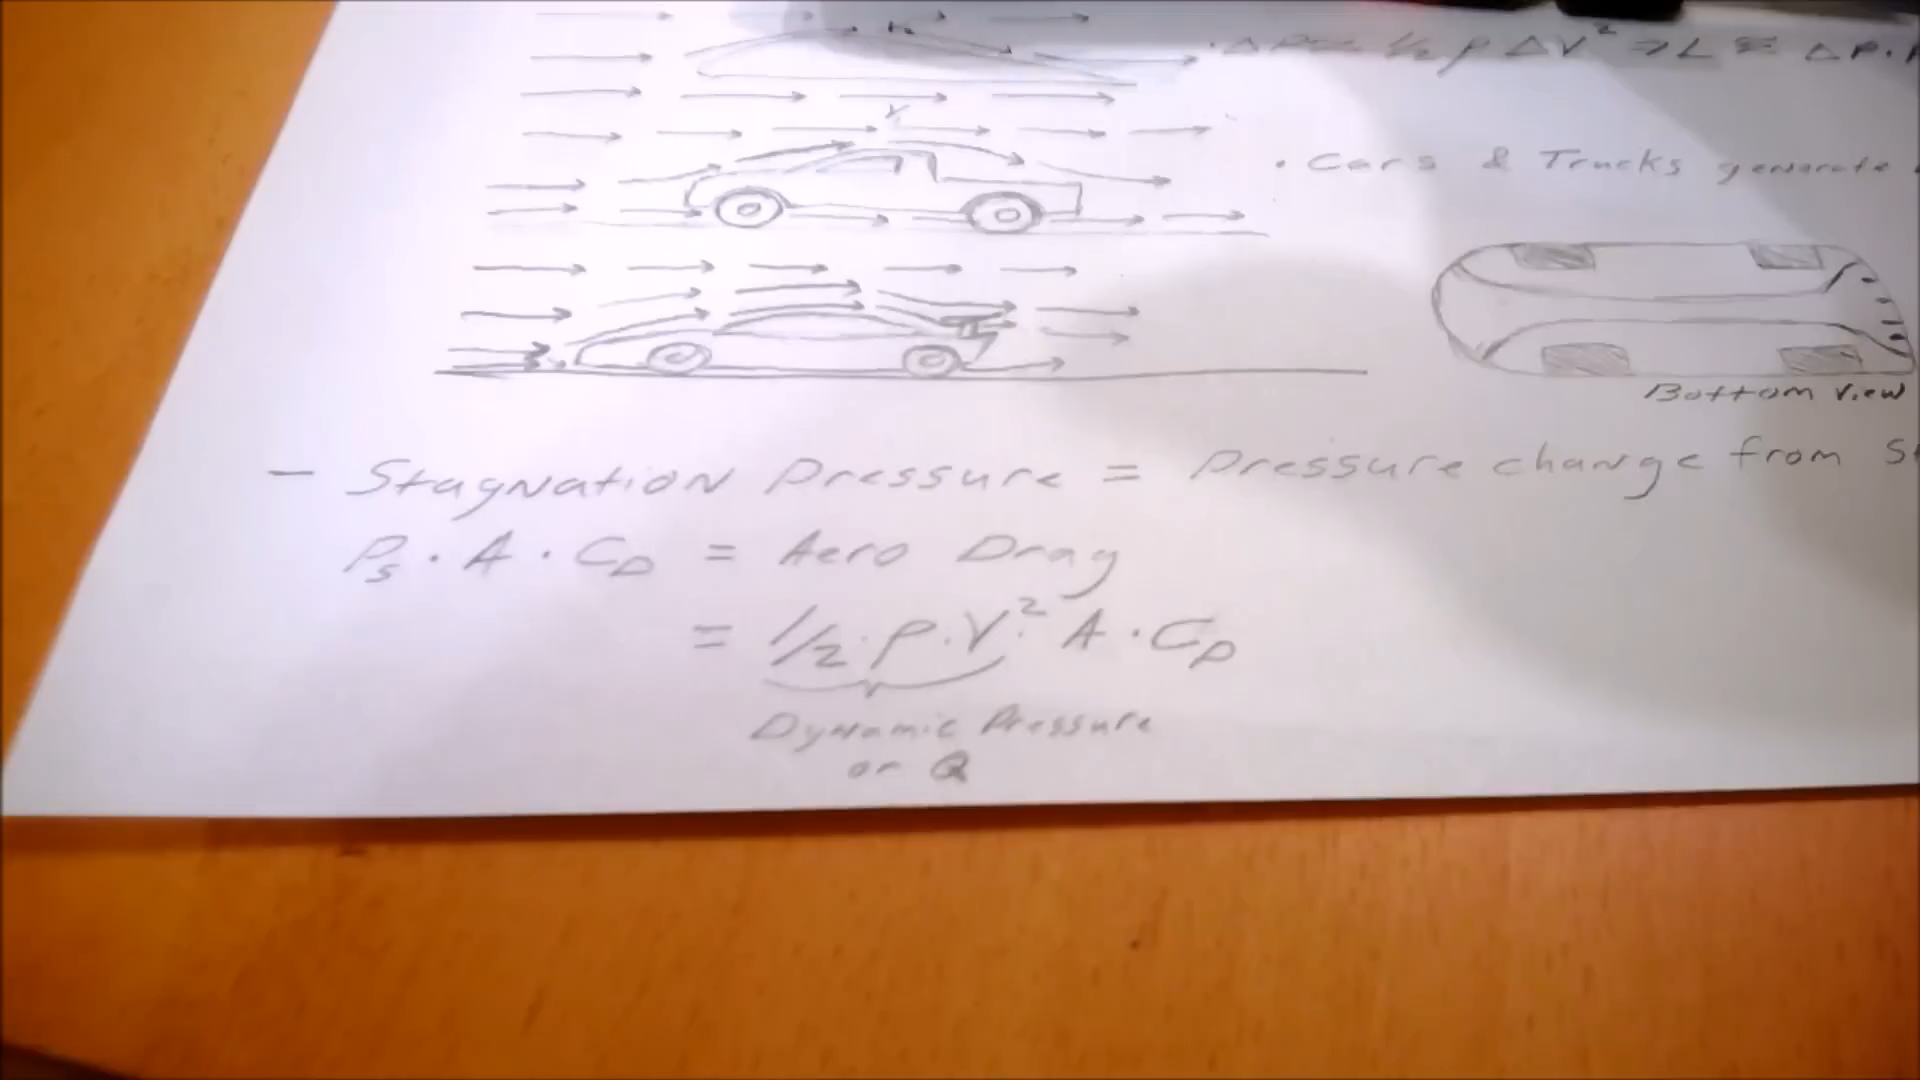 · ΔP = 1/2 ρ ΔV² ⇒ L ≅ ΔP ·
V
· Cars & Trucks generate
Bottom View
— Stagnation Pressure = Pressure change from
Ps · A · CD = Aero Drag
= 1/2 · ρ · V² · A · CD
Dynamic Pressure
or Q